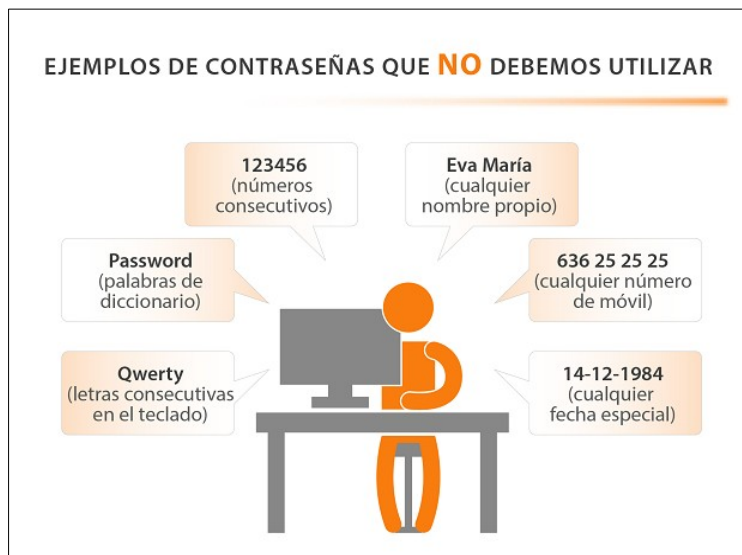 EJEMPLOS DE CONTRASEÑAS QUE NO DEBEMOS UTILIZAR
123456
(números
consecutivos)
Eva María
(cualquier
nombre propio)
Password
(palabras de
diccionario)
636 25 25 25
(cualquier número
de móvil)
Qwerty
(letras consecutivas
en el teclado)
14-12-1984
(cualquier
fecha especial)